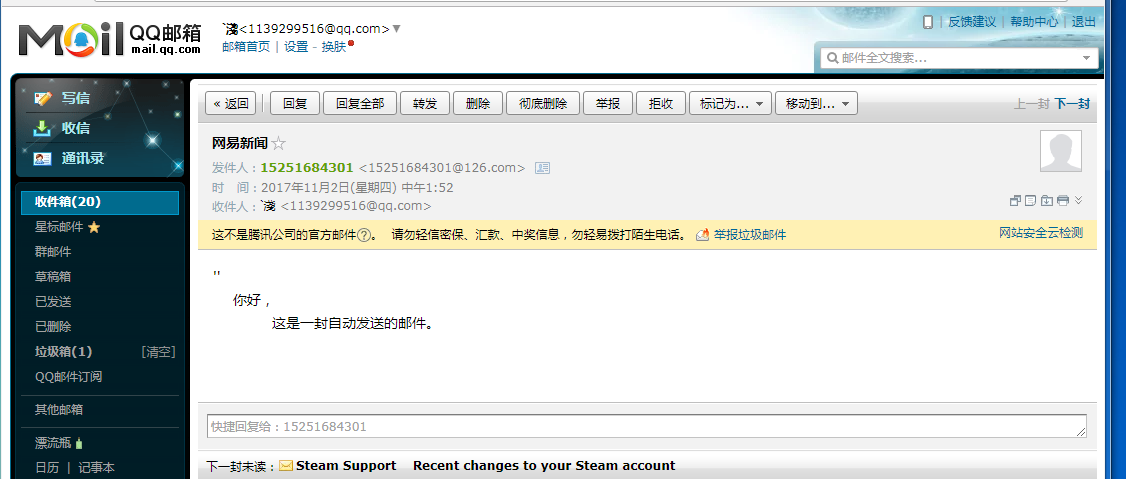 Mail QQ邮箱
mail.qq.com
<1139299516@qq.com>
邮箱首页 | 设置 - 换肤
反馈建议 | 帮助中心 | 退出
邮件全文搜索...
写信
收信
通讯录
收件箱(20)
星标邮件
群邮件
草稿箱
已发送
已删除
垃圾箱(1) [清空]
QQ邮件订阅
其他邮箱
漂流瓶
日历 | 记事本
« 返回 回复 回复全部 转发 删除 彻底删除 举报 拒收 标记为... 移动到... 上一封 下一封
网易新闻
发件人：15251684301 <15251684301@126.com>
时 间：2017年11月2日(星期四) 中午1:52
收件人： <1139299516@qq.com>
这不是腾讯公司的官方邮件?。 请勿轻信密保、汇款、中奖信息，勿轻易拨打陌生电话。 举报垃圾邮件 网站安全云检测
"
你好，
这是一封自动发送的邮件。
快捷回复给：15251684301
下一封未读： Steam Support Recent changes to your Steam account